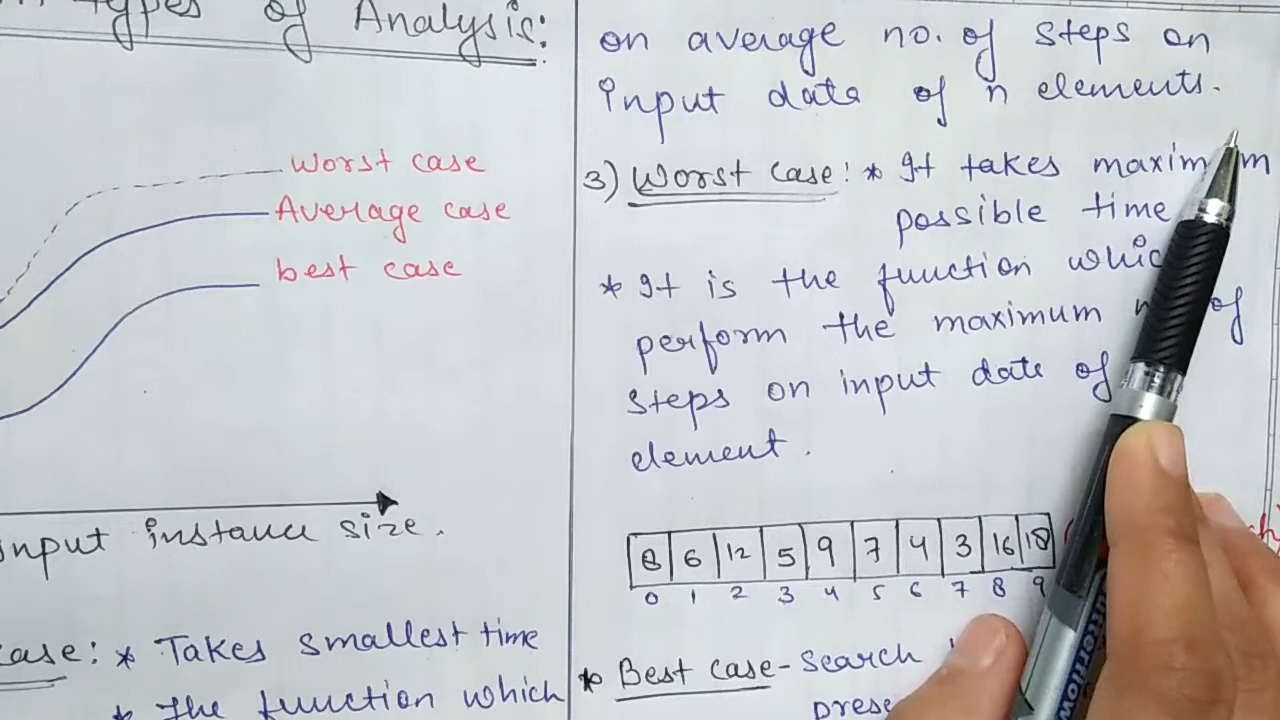 Types of Analysis:
Worst case
Average case
best case
input instance size.
case: * Takes smallest time
* the function which
on average no. of steps on
input data of n elements.
3) Worst case: * It takes maximum
possible time
* It is the function which
perform the maximum of
steps on input data of
element.
8 6 12 5 9 7 4 3 16 18
0 1 2 3 4 5 6 7 8 9
* Best case - search